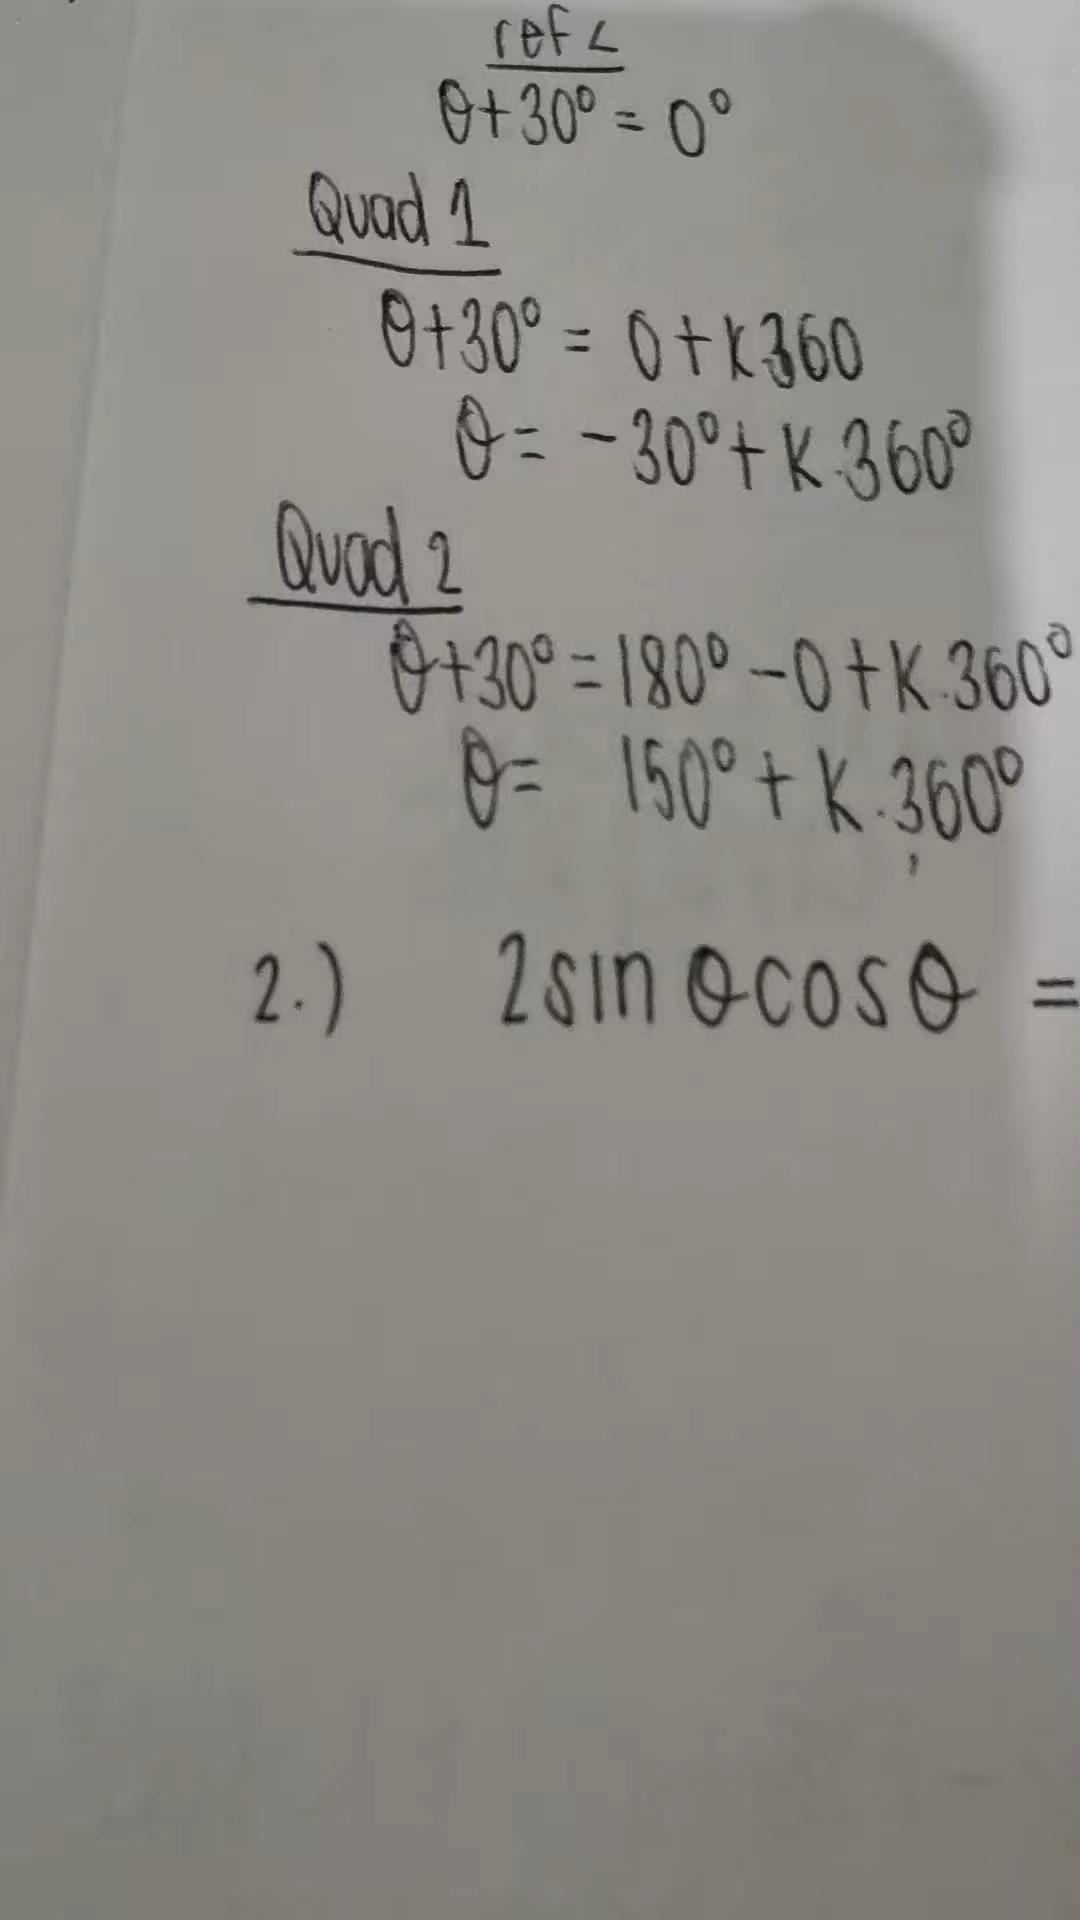 ref <
θ+30° = 0°
Quad 1
θ+30° = 0+K360
θ= -30°+K.360°
Quad 2
θ+30°=180°-0+K.360°
θ= 150°+K.360°
2.) 2sin θcosθ =